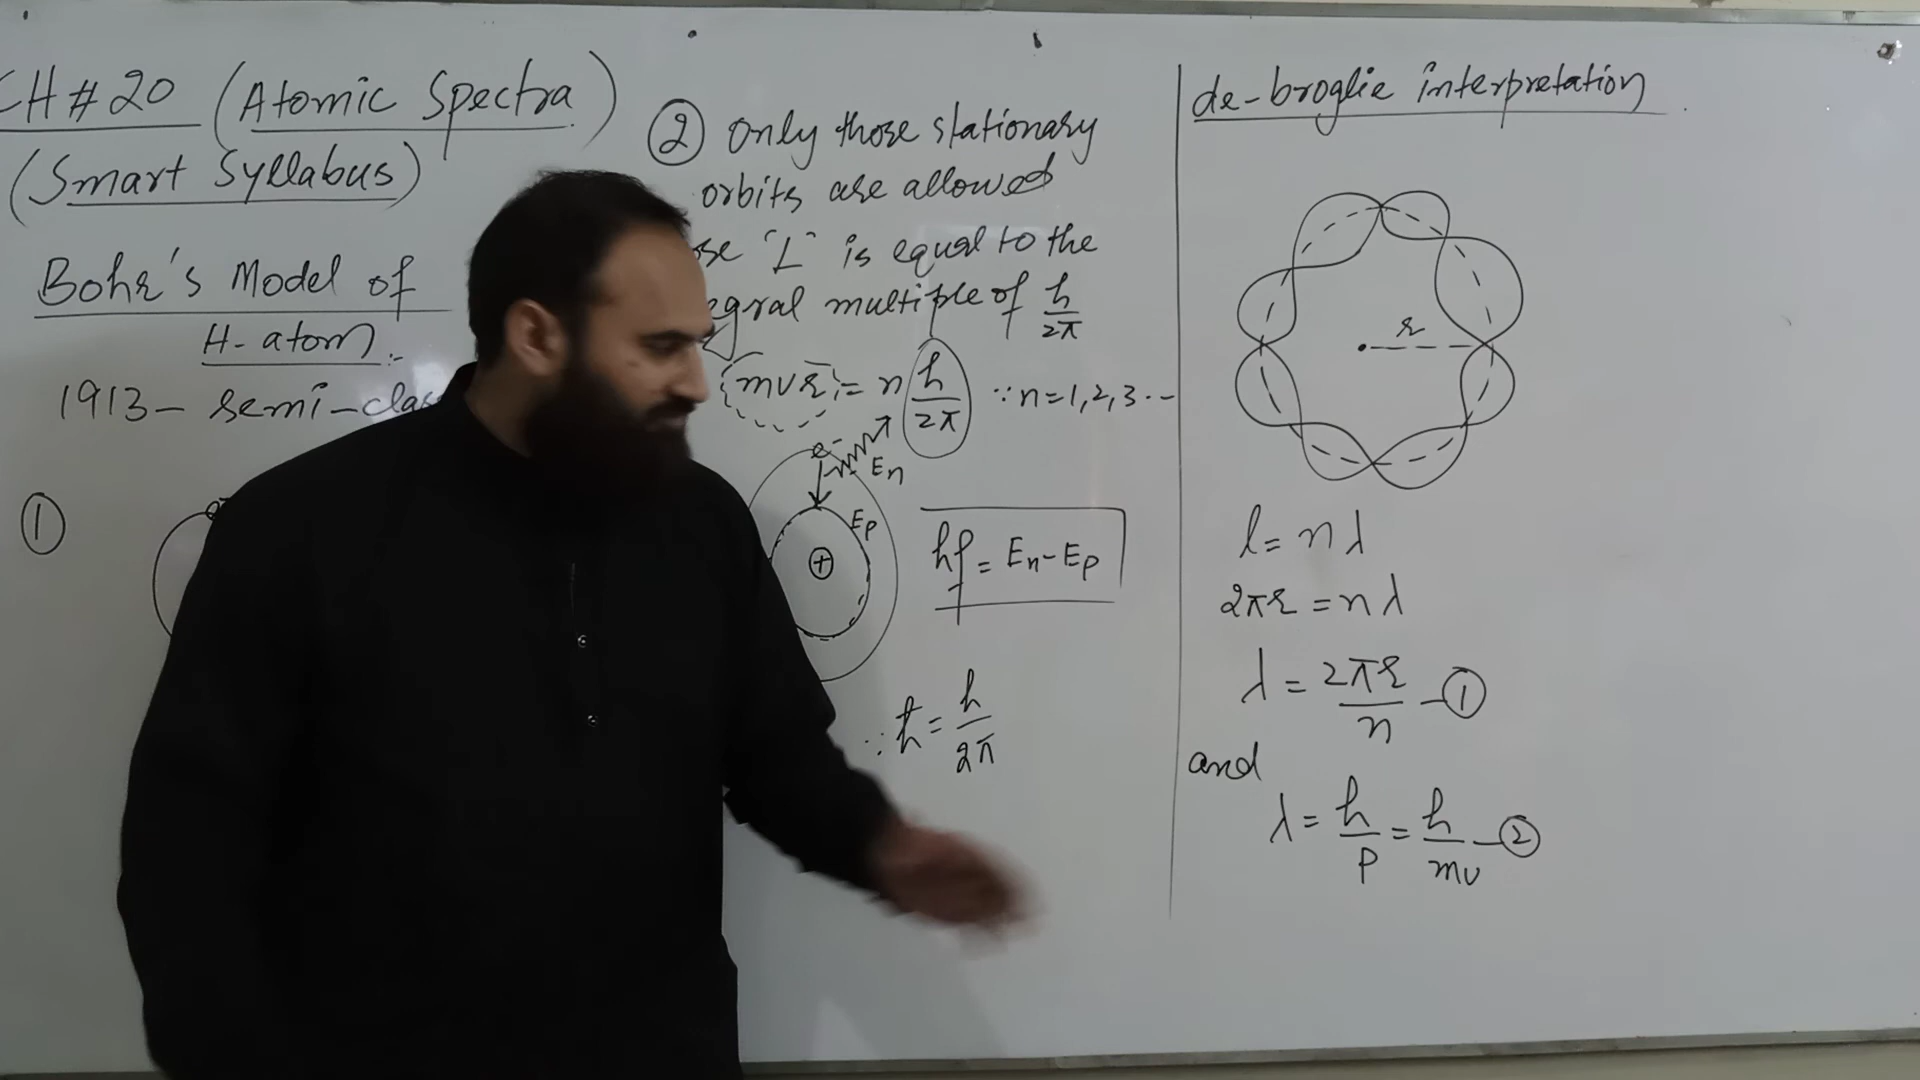 CH # 20 (Atomic Spectra)
(Smart Syllabus)
Bohr's Model of
H-atom :-
1913 - semi-clas
①
② Only those stationary
orbits are allowed
"L" is equal to the
multiple of h/2π
mvr = n h/2π ∵ n = 1, 2, 3 --
e⁻
En
Ep
+
hf = En - Ep
∵ ħ = h/2π
de-broglie interpretation
r
l = nλ
2πr = nλ
λ = 2πr/n - ①
and
λ = h/P = h/mv - ②